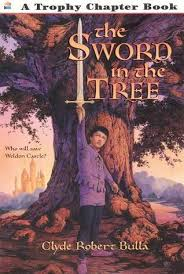 A Trophy Chapter Book
the
SWORD
in the
TREE
Who will save
Weldon Castle?
Clyde Robert Bulla